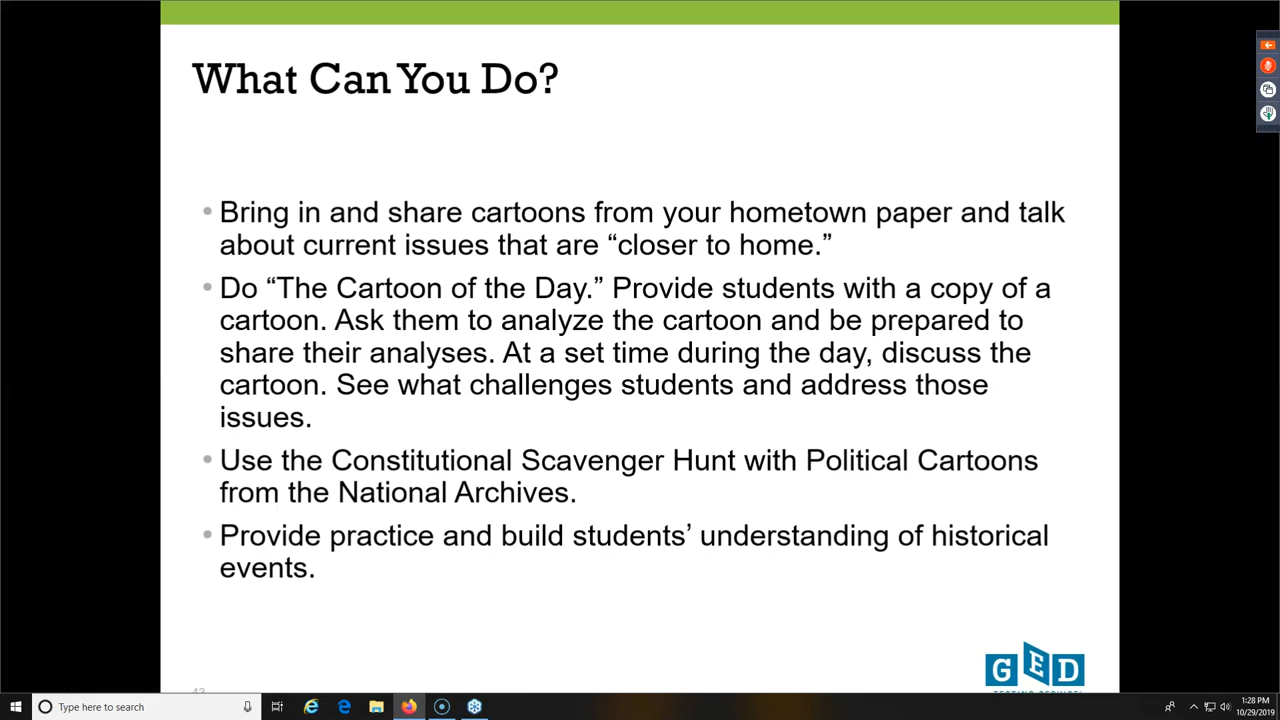 What Can You Do?
• Bring in and share cartoons from your hometown paper and talk
about current issues that are “closer to home.”
• Do “The Cartoon of the Day.” Provide students with a copy of a
cartoon. Ask them to analyze the cartoon and be prepared to
share their analyses. At a set time during the day, discuss the
cartoon. See what challenges students and address those
issues.
• Use the Constitutional Scavenger Hunt with Political Cartoons
from the National Archives.
• Provide practice and build students’ understanding of historical
events.
GED
Type here to search
1:28 PM
10/29/2019